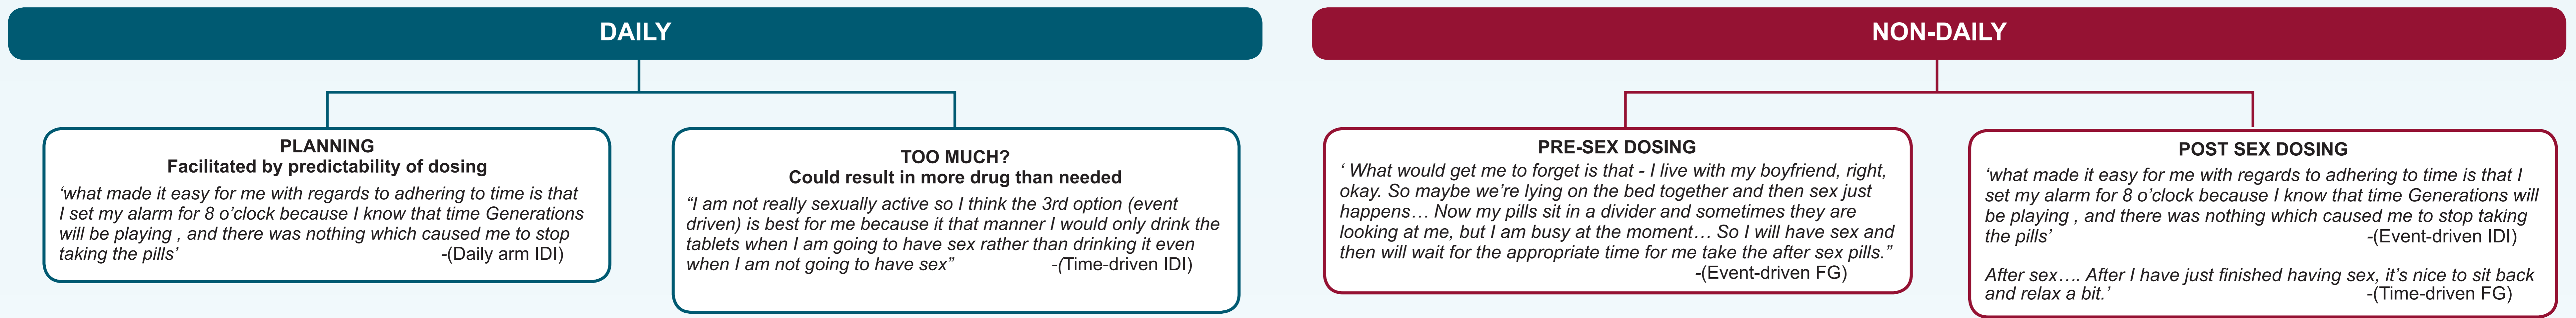 DAILY
PLANNING
Facilitated by predictability of dosing
‘what made it easy for me with regards to adhering to time is that
I set my alarm for 8 o’clock because I know that time Generations
will be playing , and there was nothing which caused me to stop
taking the pills’ -(Daily arm IDI)
TOO MUCH?
Could result in more drug than needed
“I am not really sexually active so I think the 3rd option (event
driven) is best for me because it that manner I would only drink the
tablets when I am going to have sex rather than drinking it even
when I am not going to have sex” -(Time-driven IDI)
NON-DAILY
PRE-SEX DOSING
‘ What would get me to forget is that - I live with my boyfriend, right,
okay. So maybe we’re lying on the bed together and then sex just
happens… Now my pills sit in a divider and sometimes they are
looking at me, but I am busy at the moment… So I will have sex and
then will wait for the appropriate time for me take the after sex pills.”
-(Event-driven FG)
POST SEX DOSING
‘what made it easy for me with regards to adhering to time is that I
set my alarm for 8 o’clock because I know that time Generations will
be playing , and there was nothing which caused me to stop taking
the pills’ -(Event-driven IDI)
After sex…. After I have just finished having sex, it’s nice to sit back
and relax a bit.’ -(Time-driven FG)